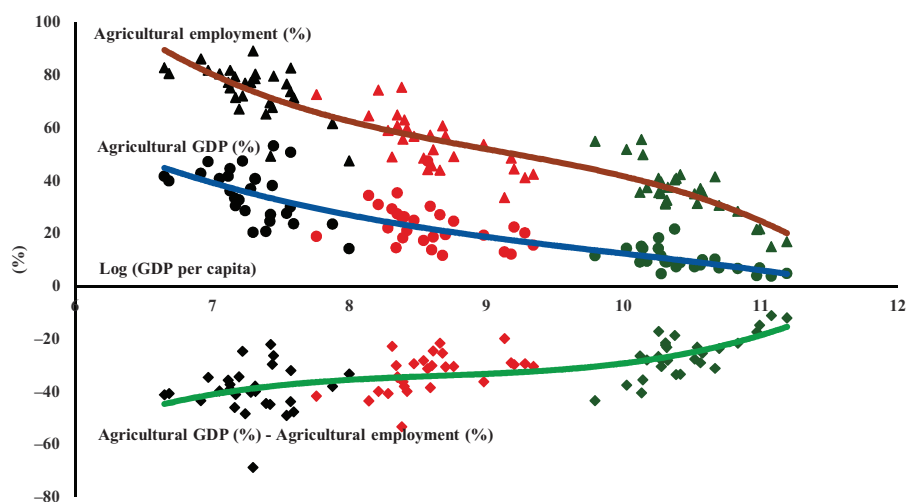 100
Agricultural employment (%)
80
60
Agricultural GDP (%)
40
20
(%)
Log (GDP per capita)
0
6 7 8 9 10 11 12
–20
–40
Agricultural GDP (%) - Agricultural employment (%)
–60
–80